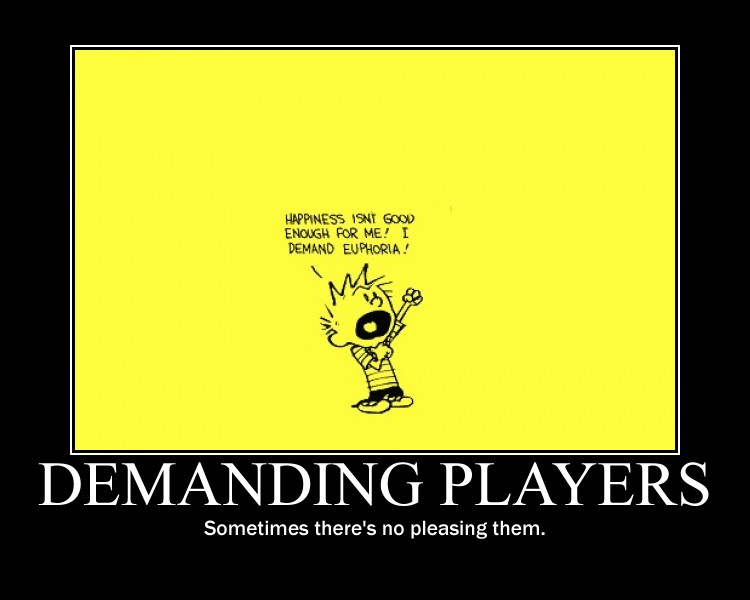 HAPPINESS ISN'T GOOD
ENOUGH FOR ME! I
DEMAND EUPHORIA!
DEMANDING PLAYERS
Sometimes there's no pleasing them.